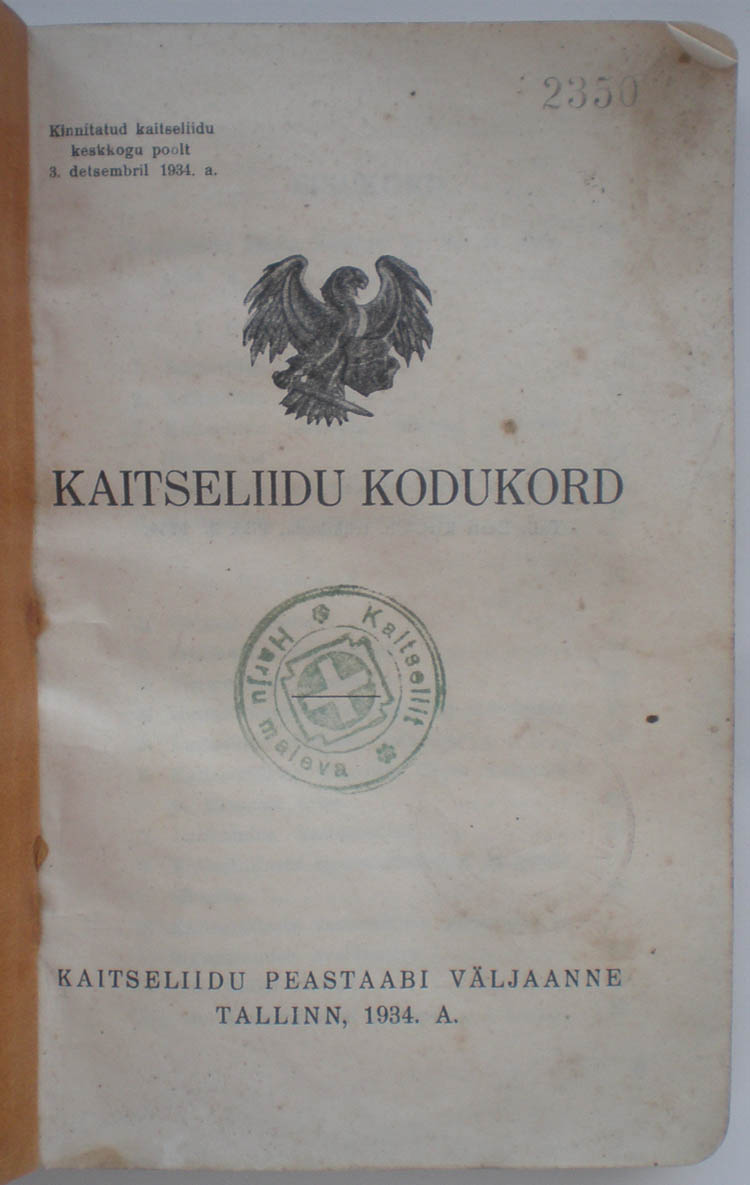 2350
Kinnitatud kaitseliidu
keskkogu poolt
3. detsembril 1934. a.
KAITSELIIDU KODUKORD
Kaitseliit
Harju maleva
KAITSELIIDU PEASTAABI VÄLJAANNE
TALLINN, 1934. A.